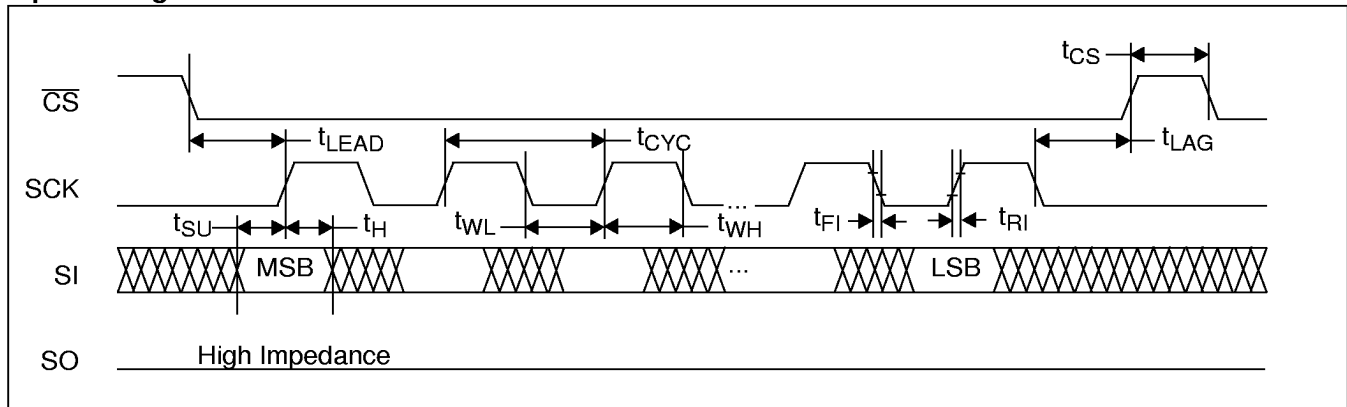 tCS
CS
tLEAD
tCYC
tLAG
SCK
tSU
tH
tWL
...
tWH
tFI
tRI
SI
MSB
...
LSB
SO
High Impedance